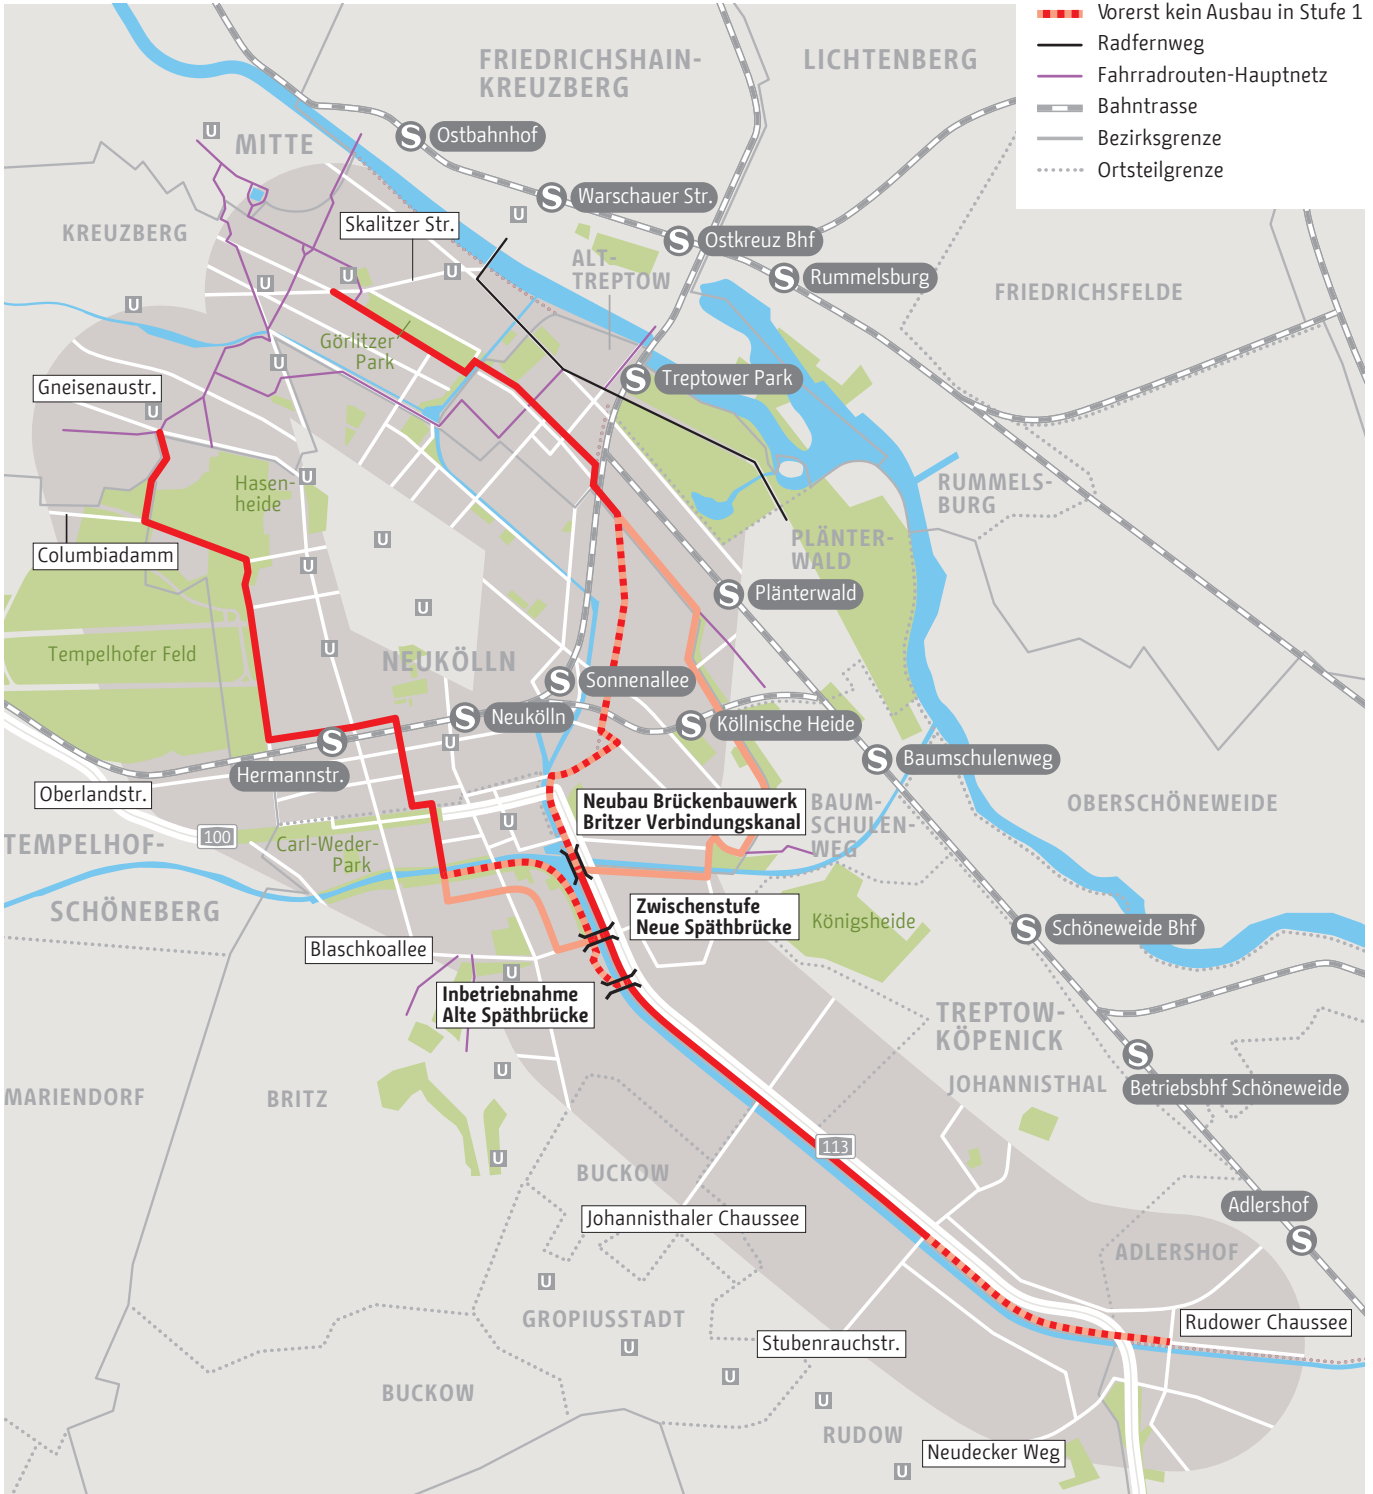 Vorerst kein Ausbau in Stufe 1
Radfernweg
Fahrradrouten-Hauptnetz
Bahntrasse
Bezirksgrenze
Ortsteilgrenze
FRIEDRICHSHAIN-
KREUZBERG
LICHTENBERG
U
MITTE
S Ostbahnhof
S Warschauer Str.
U
KREUZBERG
Skalitzer Str.
S Ostkreuz Bhf
ALT-
TREPTOW
S Rummelsburg
FRIEDRICHSFELDE
U
U
U
U
Görlitzer
Park
U
Gneisenaustr.
U
S Treptower Park
Hasen-
heide
U
RUMMELS-
BURG
Columbiadamm
U
U
PLÄNTER-
WALD
U
S Plänterwald
Tempelhofer Feld
U
NEUKÖLLN
S Sonnenallee
S Neukölln
S Köllnische Heide
S
Hermannstr.
U
S Baumschulenweg
Oberlandstr.
Neubau Brückenbauwerk
Britzer Verbindungskanal
BAUM-
SCHULEN-
WEG
OBERSCHÖNEWEIDE
TEMPELHOF-
SCHÖNEBERG
100
Carl-Weder-
Park
U
Zwischenstufe
Neue Späthbrücke
Königsheide
S Schöneweide Bhf
Blaschkoallee
U
Inbetriebnahme
Alte Späthbrücke
TREPTOW-
KÖPENICK
S
Betriebsbhf Schöneweide
JOHANNISTHAL
MARIENDORF
BRITZ
U
113
U
BUCKOW
Johannisthaler Chaussee
Adlershof
S
ADLERSHOF
U
GROPIUSSTADT
U
Stubenrauchstr.
Rudower Chaussee
U
BUCKOW
U
RUDOW
Neudecker Weg
U